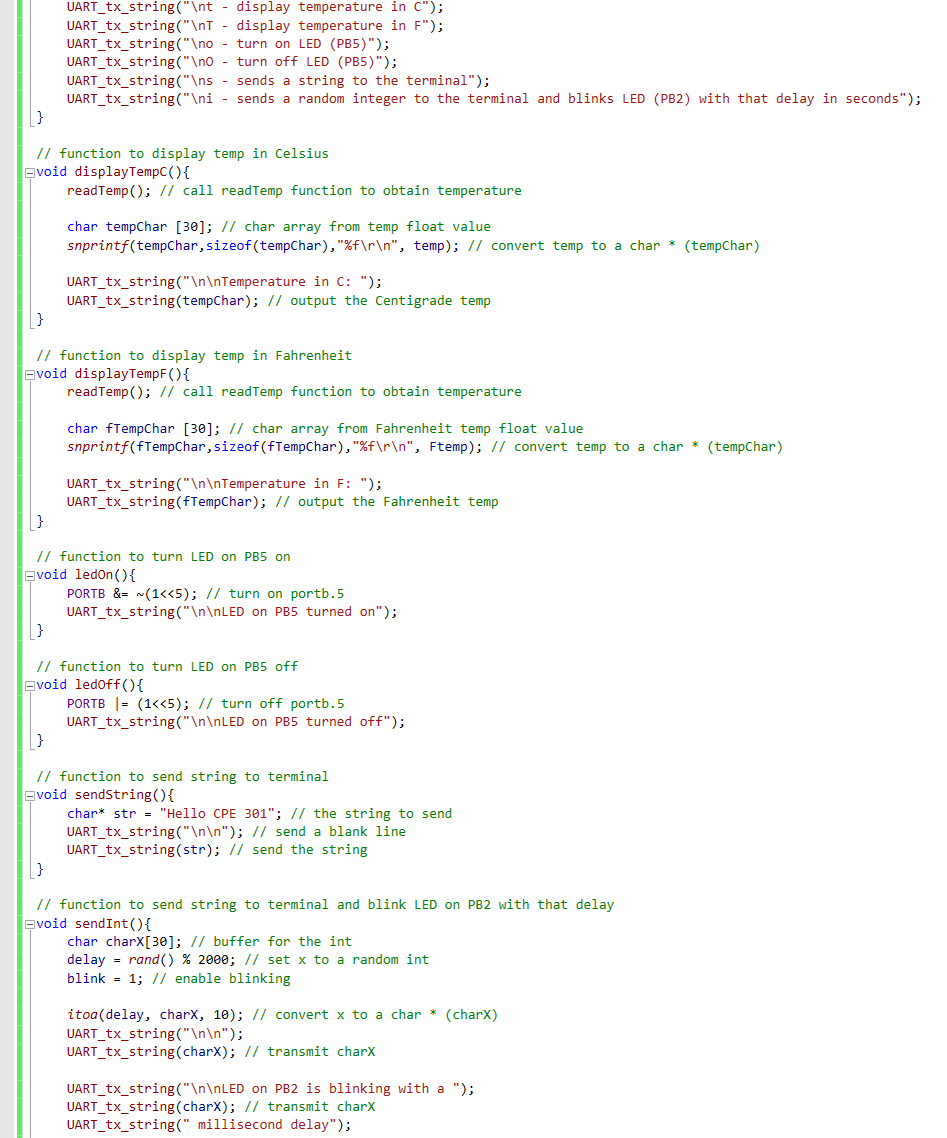 UART_tx_string("\nt - display temperature in C");
UART_tx_string("\nT - display temperature in F");
UART_tx_string("\no - turn on LED (PB5)");
UART_tx_string("\nO - turn off LED (PB5)");
UART_tx_string("\ns - sends a string to the terminal");
UART_tx_string("\ni - sends a random integer to the terminal and blinks LED (PB2) with that delay in seconds");
}
// function to display temp in Celsius
void displayTempC(){
readTemp(); // call readTemp function to obtain temperature
char tempChar [30]; // char array from temp float value
snprintf(tempChar,sizeof(tempChar),"%f\r\n", temp); // convert temp to a char * (tempChar)
UART_tx_string("\n\nTemperature in C: ");
UART_tx_string(tempChar); // output the Centigrade temp
}
// function to display temp in Fahrenheit
void displayTempF(){
readTemp(); // call readTemp function to obtain temperature
char fTempChar [30]; // char array from Fahrenheit temp float value
snprintf(fTempChar,sizeof(fTempChar),"%f\r\n", Ftemp); // convert temp to a char * (tempChar)
UART_tx_string("\n\nTemperature in F: ");
UART_tx_string(fTempChar); // output the Fahrenheit temp
}
// function to turn LED on PB5 on
void ledOn(){
PORTB &= ~(1<<5); // turn on portb.5
UART_tx_string("\n\nLED on PB5 turned on");
}
// function to turn LED on PB5 off
void ledOff(){
PORTB |= (1<<5); // turn off portb.5
UART_tx_string("\n\nLED on PB5 turned off");
}
// function to send string to terminal
void sendString(){
char* str = "Hello CPE 301"; // the string to send
UART_tx_string("\n\n"); // send a blank line
UART_tx_string(str); // send the string
}
// function to send string to terminal and blink LED on PB2 with that delay
void sendInt(){
char charX[30]; // buffer for the int
delay = rand() % 2000; // set x to a random int
blink = 1; // enable blinking
itoa(delay, charX, 10); // convert x to a char * (charX)
UART_tx_string("\n\n");
UART_tx_string(charX); // transmit charX
UART_tx_string("\n\nLED on PB2 is blinking with a ");
UART_tx_string(charX); // transmit charX
UART_tx_string(" millisecond delay");